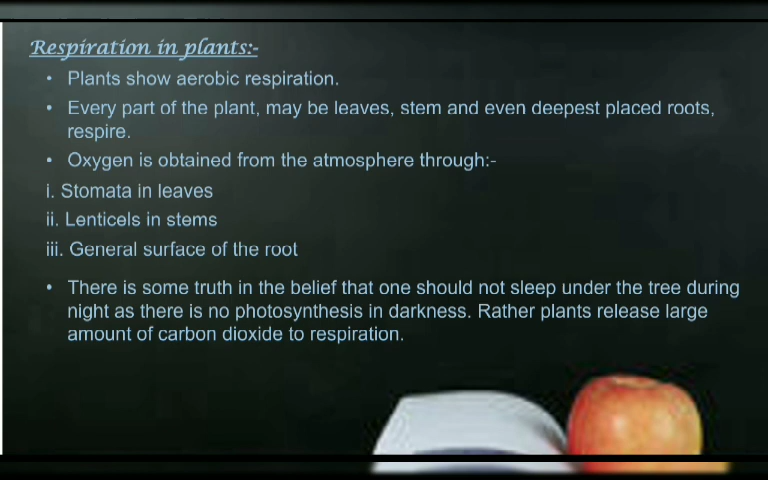 Respiration in plants:-
• Plants show aerobic respiration.
• Every part of the plant, may be leaves, stem and even deepest placed roots,
respire.
• Oxygen is obtained from the atmosphere through:-
i. Stomata in leaves
ii. Lenticels in stems
iii. General surface of the root
• There is some truth in the belief that one should not sleep under the tree during
night as there is no photosynthesis in darkness. Rather plants release large
amount of carbon dioxide to respiration.